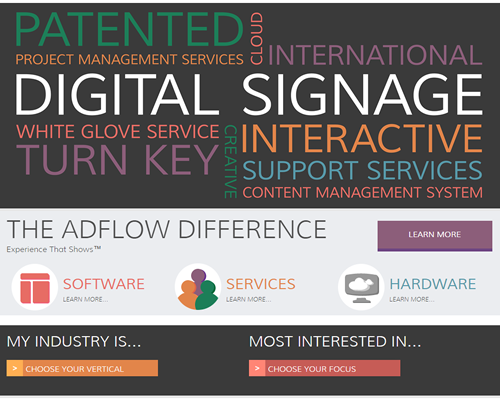 PATENTED
CLOUD
PROJECT MANAGEMENT SERVICES
INTERNATIONAL
DIGITAL SIGNAGE
WHITE GLOVE SERVICE
CREATIVE
INTERACTIVE
TURN KEY
SUPPORT SERVICES
CONTENT MANAGEMENT SYSTEM
THE ADFLOW DIFFERENCE
Experience That Shows™
LEARN MORE
SOFTWARE
LEARN MORE...
SERVICES
LEARN MORE...
HARDWARE
LEARN MORE...
MY INDUSTRY IS...
> CHOOSE YOUR VERTICAL
MOST INTERESTED IN...
> CHOOSE YOUR FOCUS